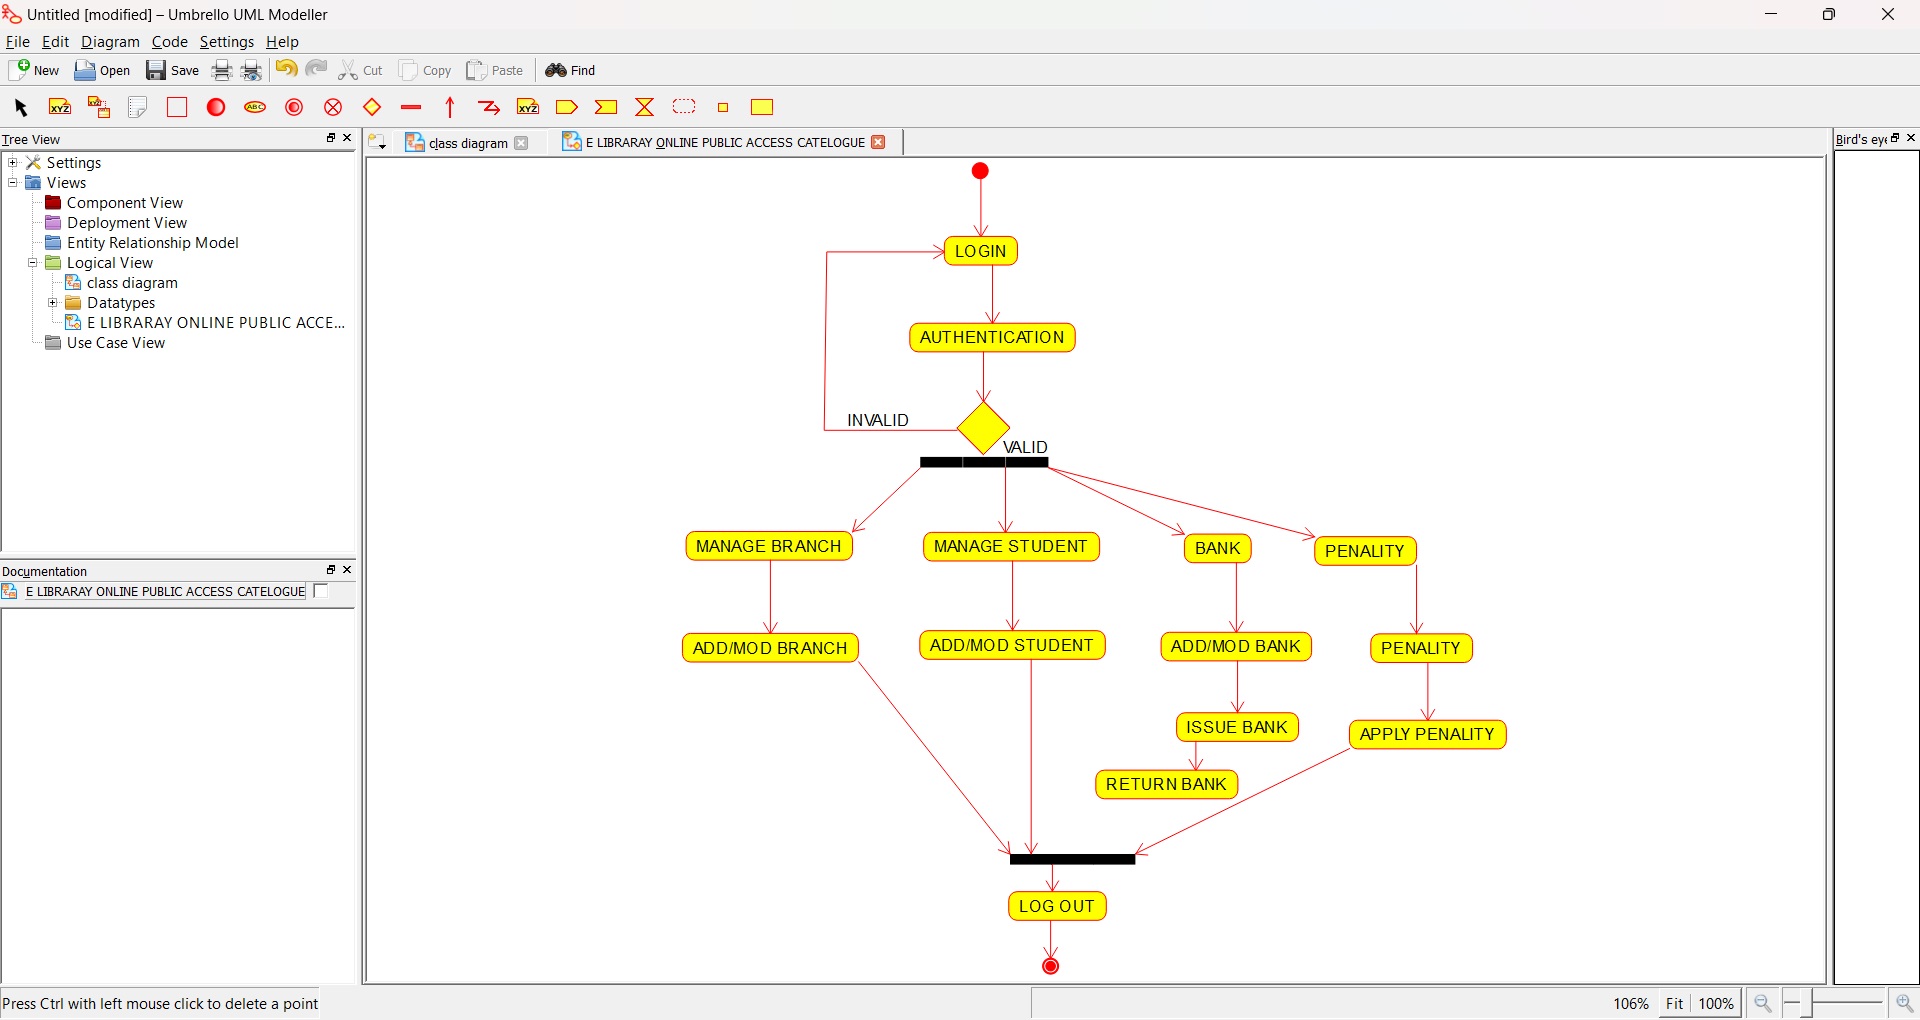 Untitled [modified] – Umbrello UML Modeller
File Edit Diagram Code Settings Help
New Open Save Cut Copy Paste Find
XYZ XYZ ABC XYZ
Tree View
Settings
Views
Component View
Deployment View
Entity Relationship Model
Logical View
class diagram
Datatypes
E LIBRARAY ONLINE PUBLIC ACCE...
Use Case View
Documentation
E LIBRARAY ONLINE PUBLIC ACCESS CATELOGUE
class diagram E LIBRARAY ONLINE PUBLIC ACCESS CATELOGUE
Bird's eye
LOGIN
AUTHENTICATION
INVALID
VALID
MANAGE BRANCH MANAGE STUDENT BANK PENALITY
ADD/MOD BRANCH ADD/MOD STUDENT ADD/MOD BANK PENALITY
ISSUE BANK APPLY PENALITY
RETURN BANK
LOG OUT
Press Ctrl with left mouse click to delete a point
106% Fit 100%